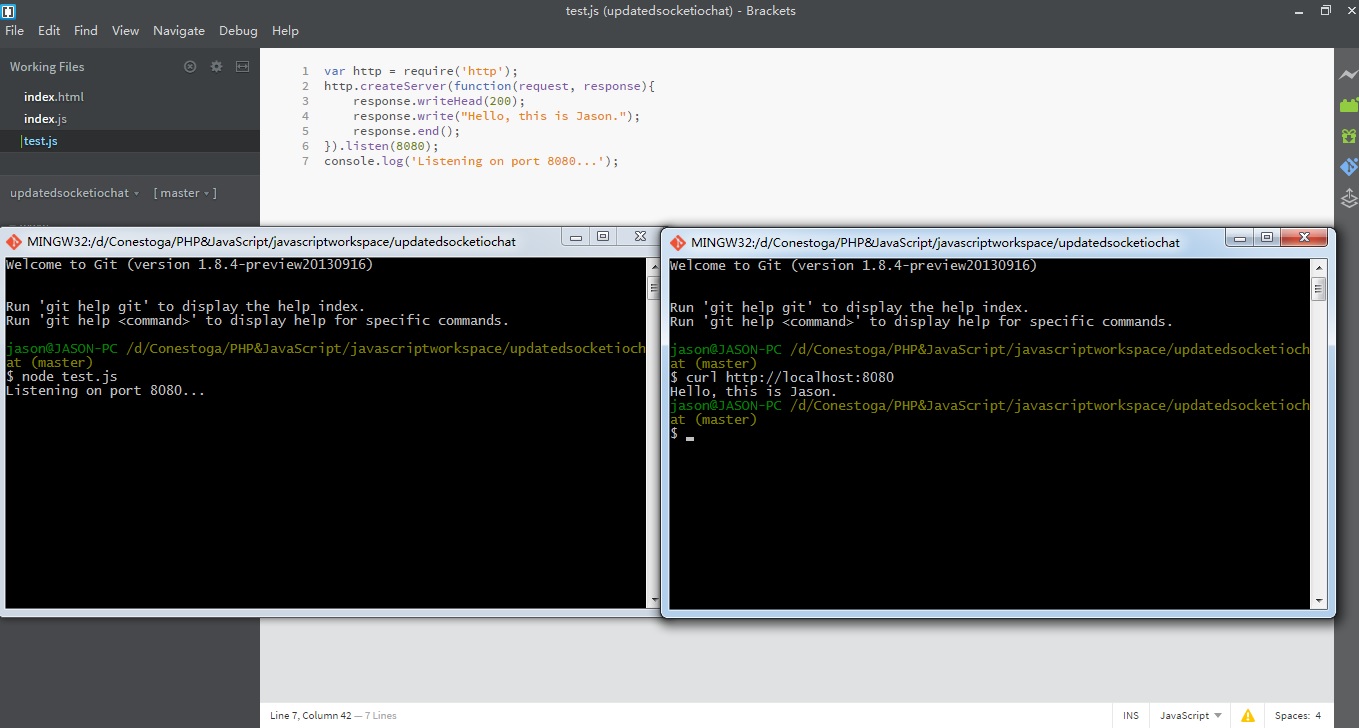 test.js (updatedsocketiochat) - Brackets
File Edit Find View Navigate Debug Help
Working Files
index.html
index.js
test.js
updatedsocketiochat [ master ]
1 var http = require('http');
2 http.createServer(function(request, response){
3 response.writeHead(200);
4 response.write("Hello, this is Jason.");
5 response.end();
6 }).listen(8080);
7 console.log('Listening on port 8080...');
MINGW32:/d/Conestoga/PHP&JavaScript/javascriptworkspace/updatedsocketiochat
Welcome to Git (version 1.8.4-preview20130916)
Run 'git help git' to display the help index.
Run 'git help <command>' to display help for specific commands.
jason@JASON-PC /d/Conestoga/PHP&JavaScript/javascriptworkspace/updatedsocketioch
at (master)
$ node test.js
Listening on port 8080...
MINGW32:/d/Conestoga/PHP&JavaScript/javascriptworkspace/updatedsocketiochat
Welcome to Git (version 1.8.4-preview20130916)
Run 'git help git' to display the help index.
Run 'git help <command>' to display help for specific commands.
jason@JASON-PC /d/Conestoga/PHP&JavaScript/javascriptworkspace/updatedsocketioch
at (master)
$ curl http://localhost:8080
Hello, this is Jason.
jason@JASON-PC /d/Conestoga/PHP&JavaScript/javascriptworkspace/updatedsocketioch
at (master)
$
Line 7, Column 42 — 7 Lines
INS JavaScript Spaces: 4